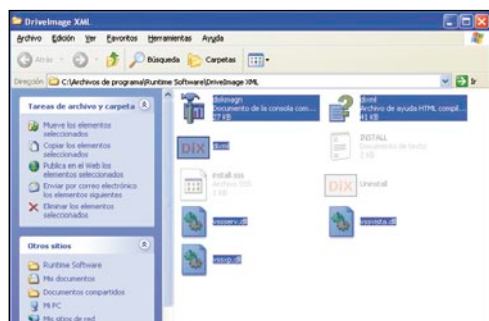 DriveImage XML
Archivo Edición Ver Favoritos Herramientas Ayuda
Atrás Búsqueda Carpetas
Dirección C:\Archivos de programa\Runtime Software\DriveImage XML Ir
Tareas de archivo y carpeta
Mueve los elementos seleccionados
Copiar los elementos seleccionados
Publica en el Web los elementos seleccionados
Enviar por correo electrónico los elementos siguientes
Eliminar los elementos seleccionados
Otros sitios
Runtime Software
Mis documentos
Documentos compartidos
Mi PC
Mis sitios de red
Documento de la consola com...
27 KB
dixml
Archivo de ayuda HTML compil...
41 KB
DiX
dixml
INSTALL
Documento de texto
2 KB
install.sss
Archivo SSS
1 KB
DiX
Uninstall
vssserv.dll
vssvista.dll
vssxp.dll